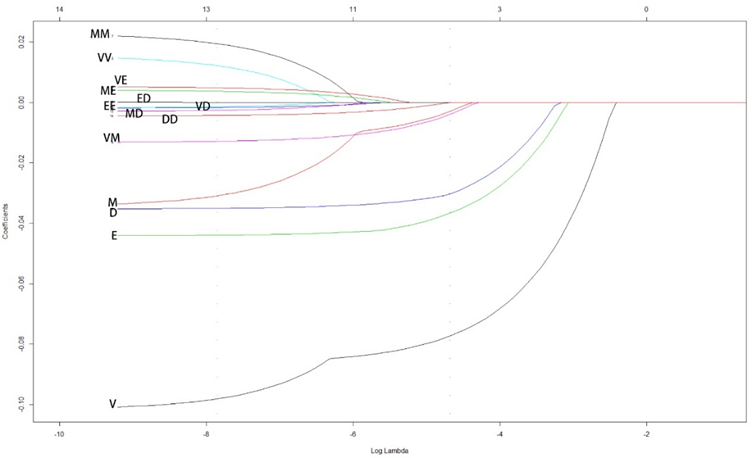 14 13 11 3 0
0.02
MM
VV
VE
ME
ED
0.00
EE
VD
MD
DD
VM
-0.02
M
D
-0.04
E
Coefficients
-0.06
-0.08
V
-0.10
-10 -8 -6 -4 -2
Log Lambda